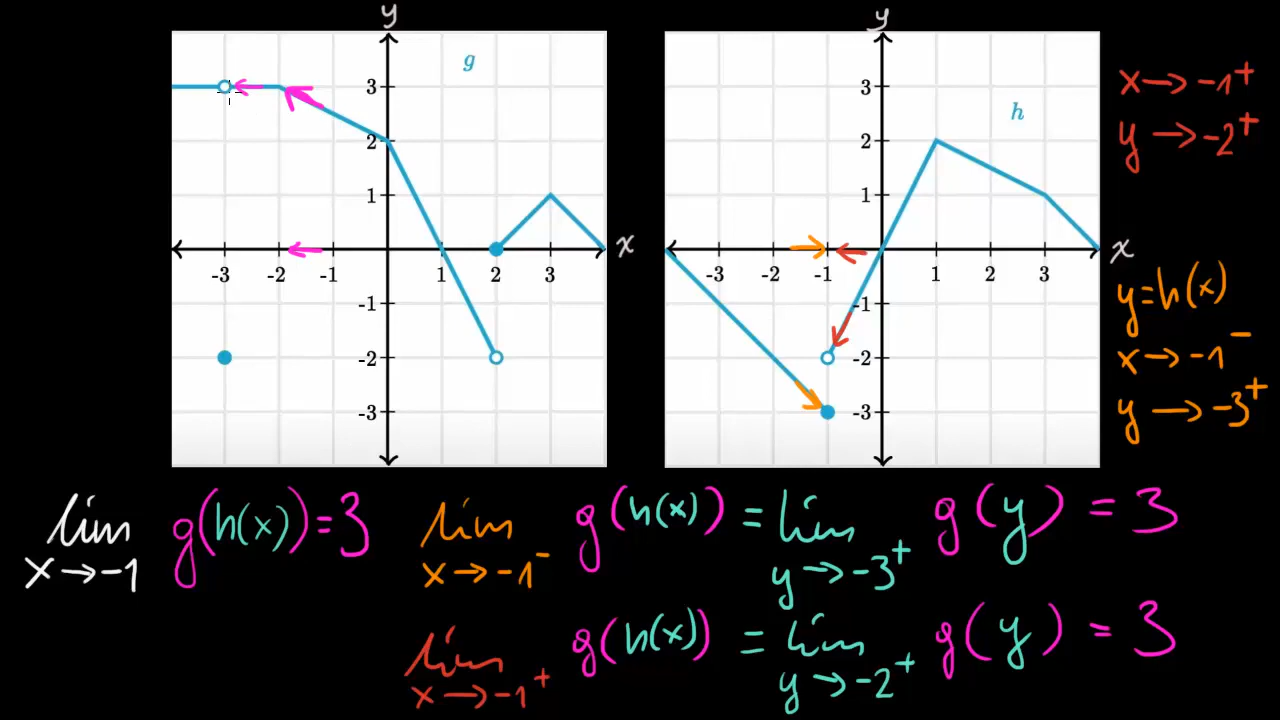 y
g
3
2
1
-3 -2 -1 1 2 3
x
-1
-2
-3
y
h
3
2
1
-3 -2 -1 1 2 3
x
-1
-2
-3
x → -1⁺
y → -2⁺
y = h(x)
x → -1⁻
y → -3⁺
lim g(h(x)) = 3
x → -1
lim g(h(x)) = lim g(y) = 3
x → -1⁻ y → -3⁺
lim g(h(x)) = lim g(y) = 3
x → -1⁺ y → -2⁺